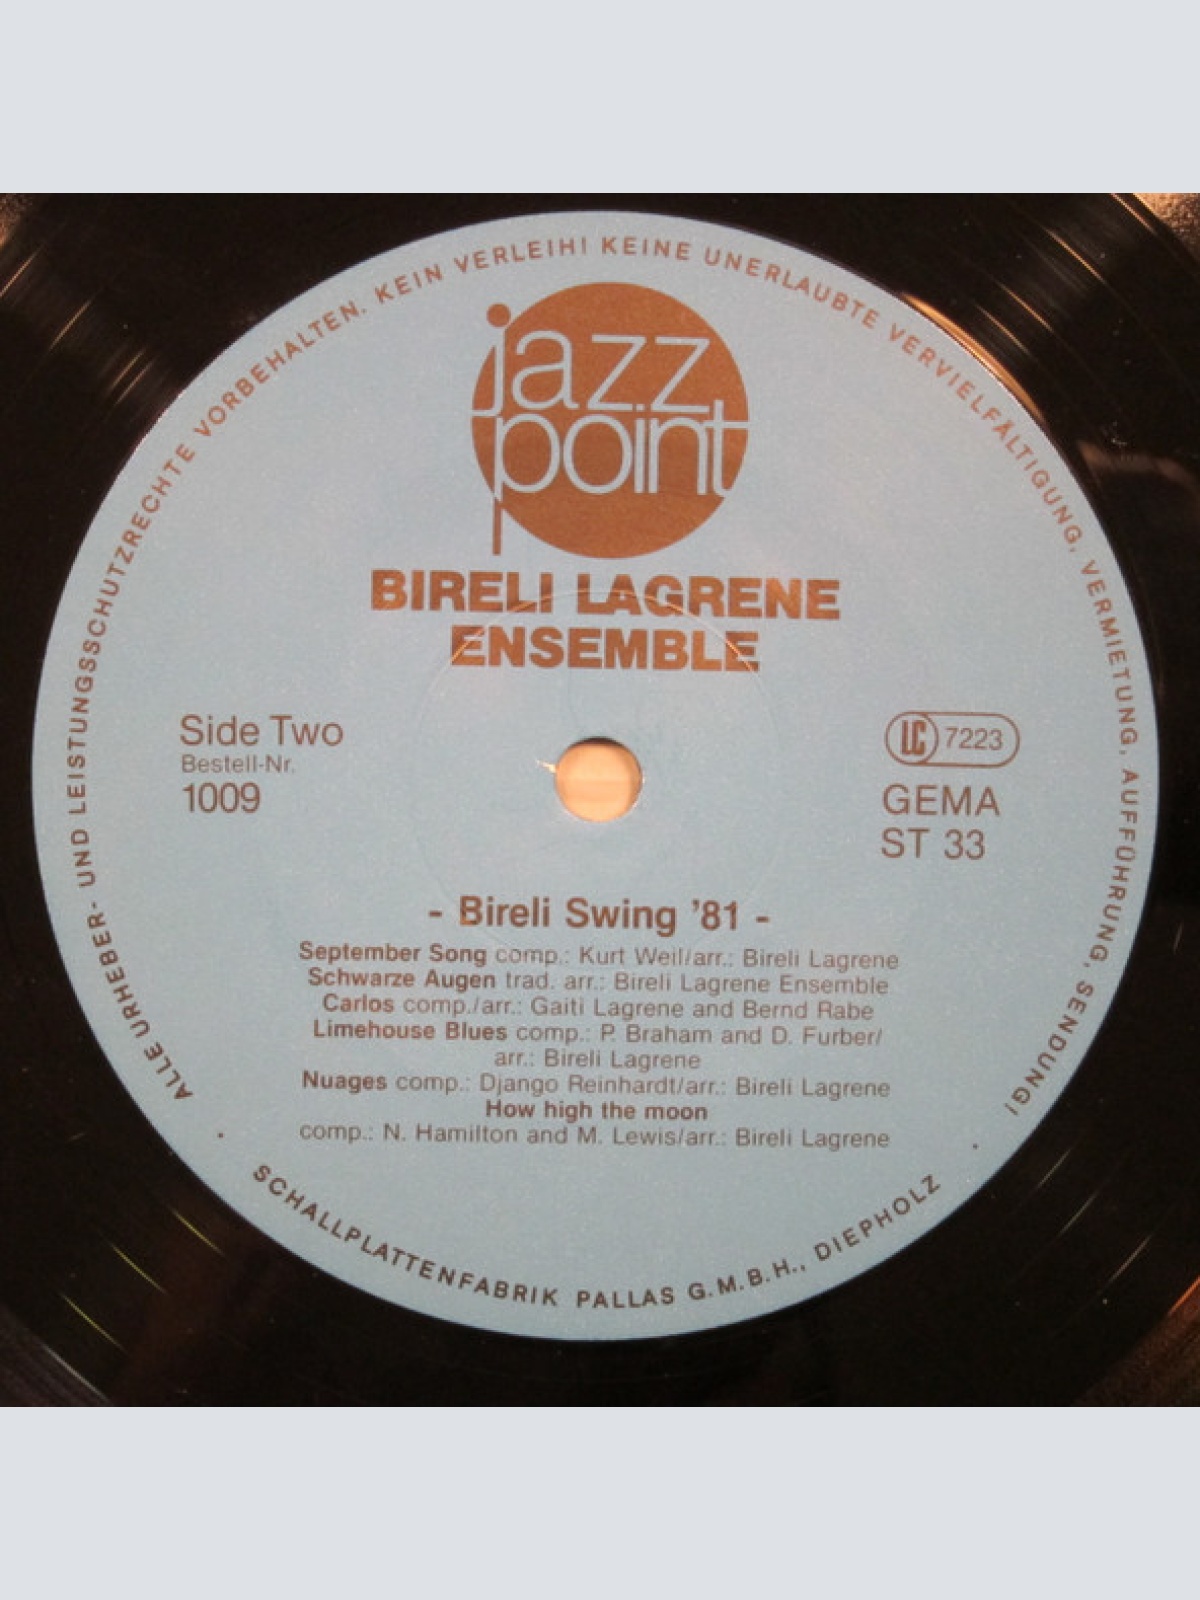 ALLE URHEBER- UND LEISTUNGSSCHUTZRECHTE VORBEHALTEN. KEIN VERLEIH! KEINE UNERLAUBTE VERVIELFÄLTIGUNG, VERMIETUNG, AUFFÜHRUNG, SENDUNG!
jazz
point
BIRELI LAGRENE
ENSEMBLE
Side Two
Bestell-Nr.
1009
LC 7223
GEMA
ST 33
- Bireli Swing '81 -
September Song comp.: Kurt Weil/arr.: Bireli Lagrene
Schwarze Augen trad. arr.: Bireli Lagrene Ensemble
Carlos comp./arr.: Gaiti Lagrene and Bernd Rabe
Limehouse Blues comp.: P. Braham and D. Furber/
arr.: Bireli Lagrene
Nuages comp.: Django Reinhardt/arr.: Bireli Lagrene
How high the moon
comp.: N. Hamilton and M. Lewis/arr.: Bireli Lagrene
SCHALLPLATTENFABRIK PALLAS G.M.B.H., DIEPHOLZ